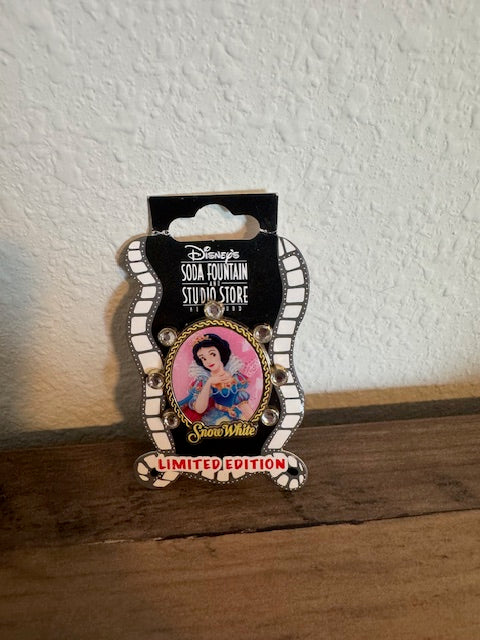 Disney's
SODA FOUNTAIN
AND
STUDIO STORE
Snow White
LIMITED EDITION